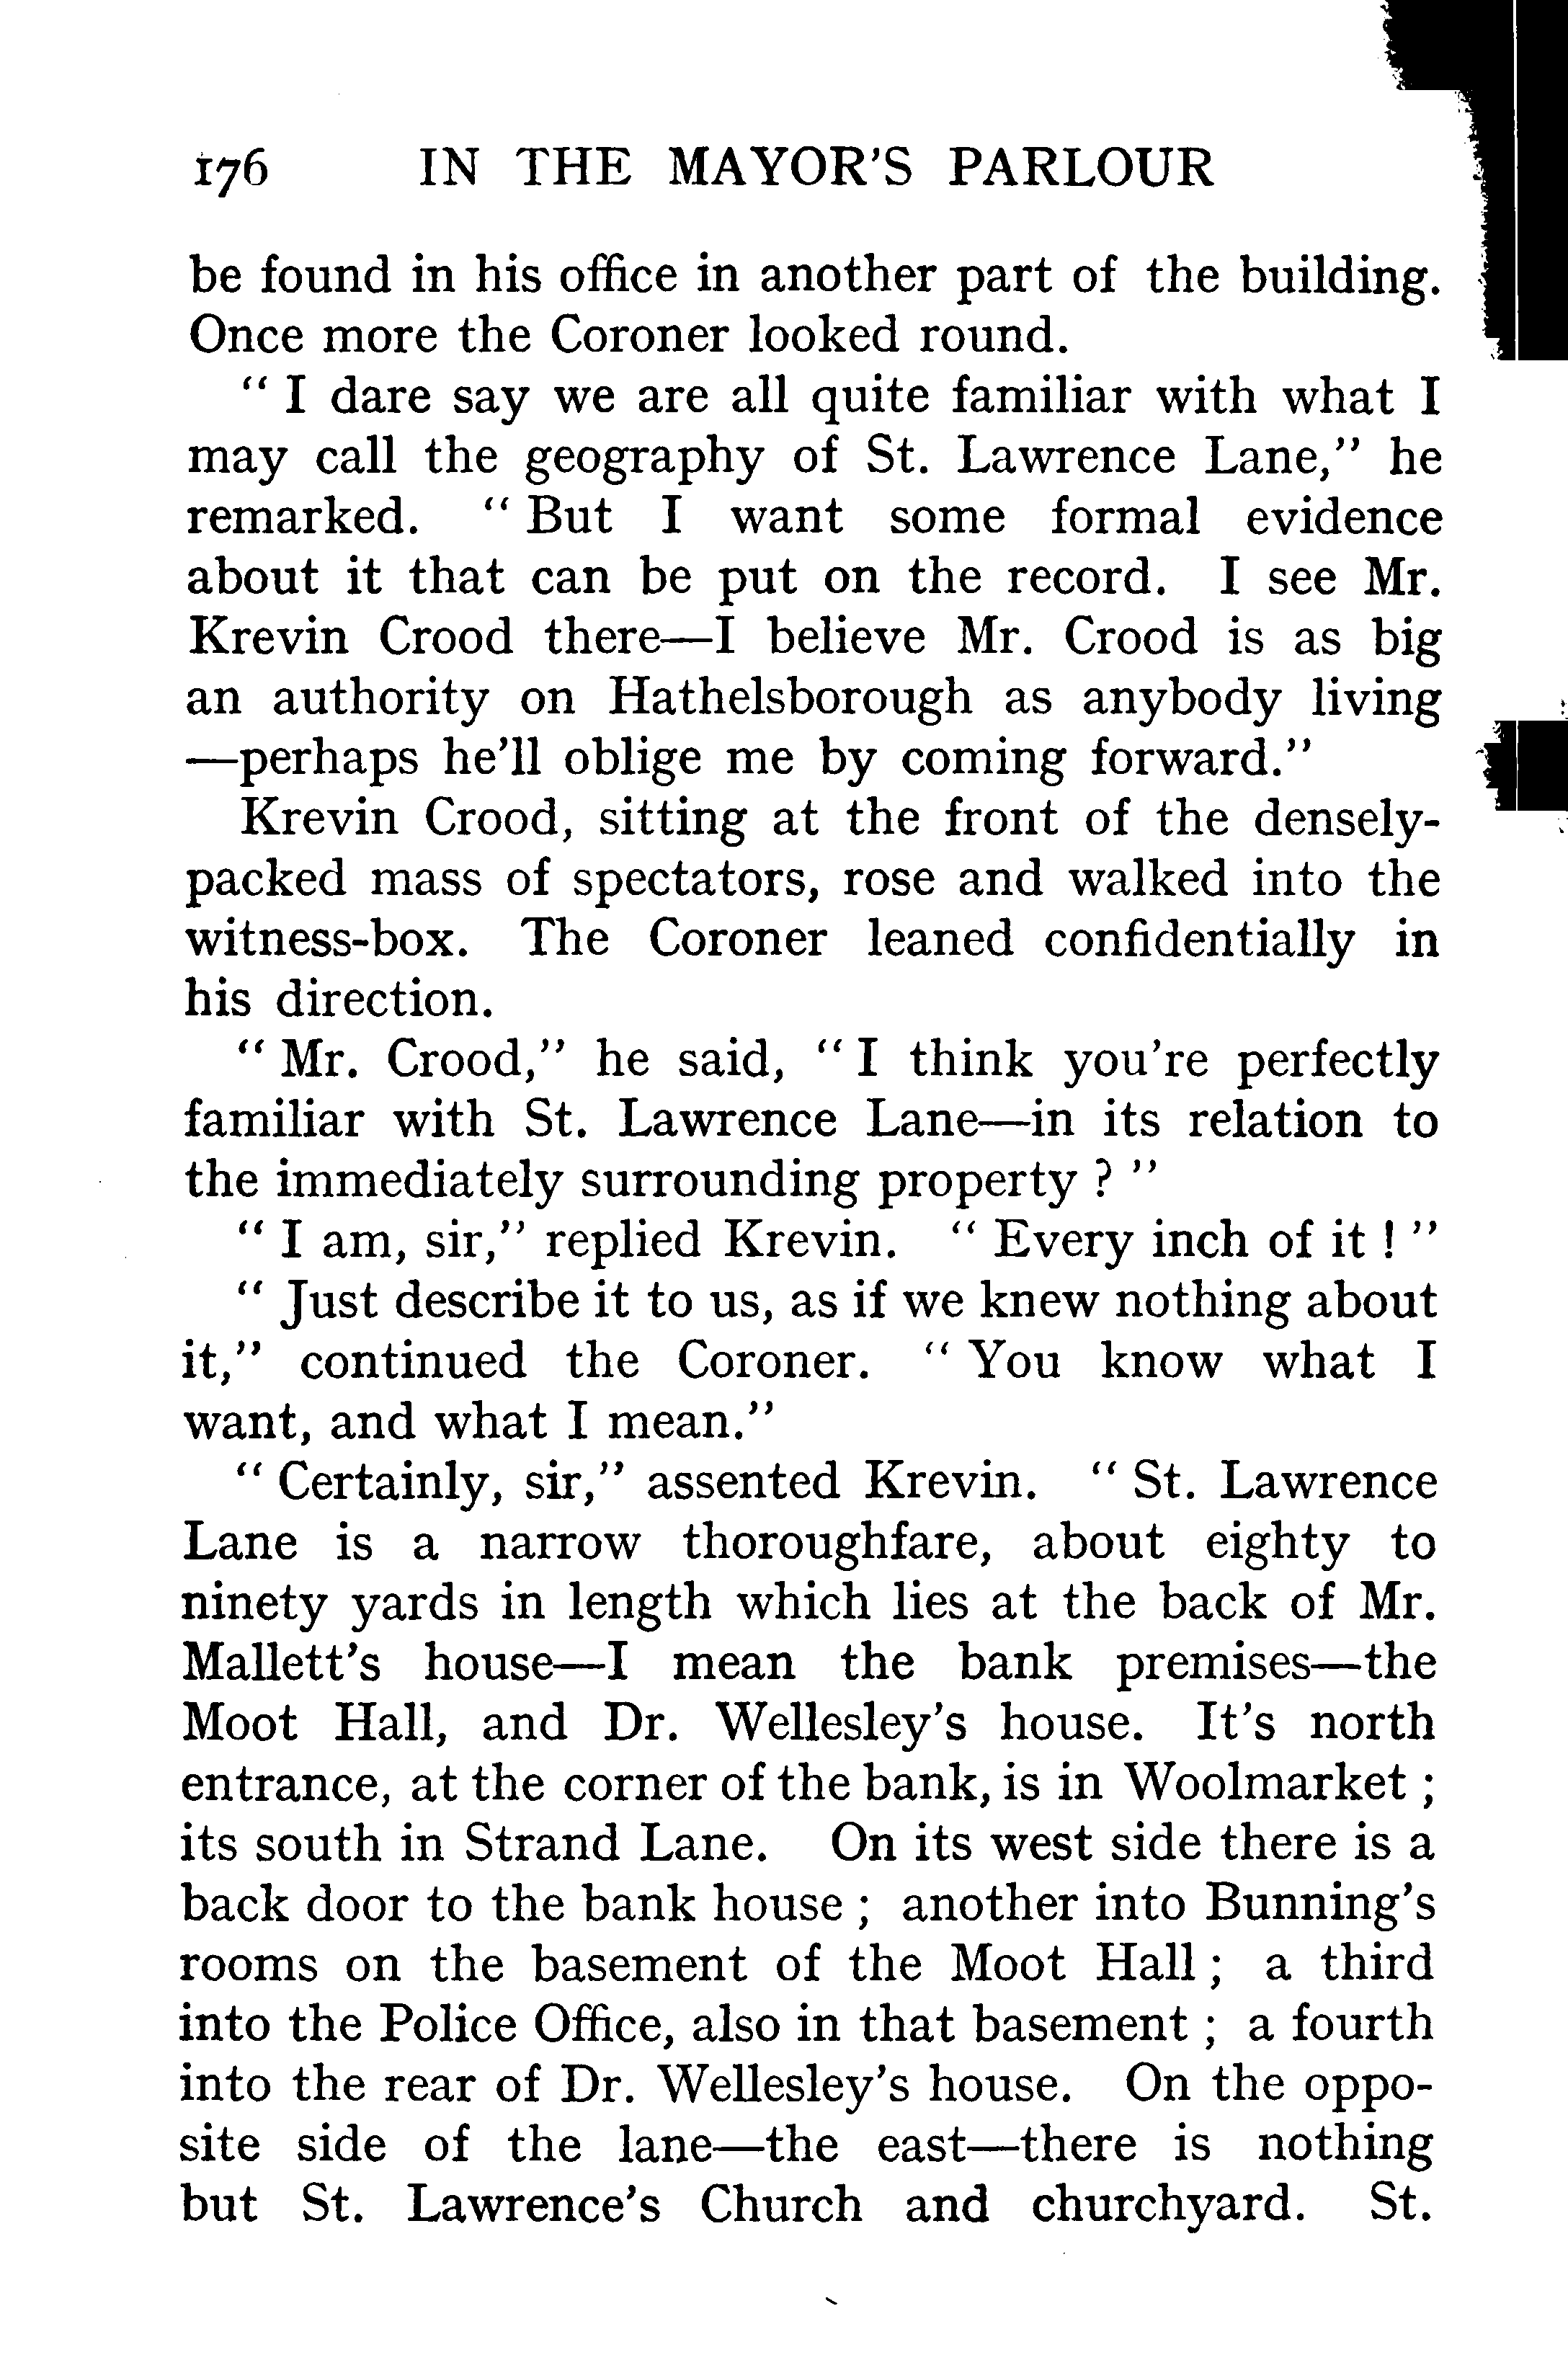 176 IN THE MAYOR'S PARLOUR
be found in his office in another part of the building.
Once more the Coroner looked round.
" I dare say we are all quite familiar with what I
may call the geography of St. Lawrence Lane," he
remarked. " But I want some formal evidence
about it that can be put on the record. I see Mr.
Krevin Crood there—I believe Mr. Crood is as big
an authority on Hathelsborough as anybody living
—perhaps he'll oblige me by coming forward."
Krevin Crood, sitting at the front of the densely-
packed mass of spectators, rose and walked into the
witness-box. The Coroner leaned confidentially in
his direction.
" Mr. Crood," he said, " I think you're perfectly
familiar with St. Lawrence Lane—in its relation to
the immediately surrounding property ? "
" I am, sir," replied Krevin. " Every inch of it ! "
" Just describe it to us, as if we knew nothing about
it," continued the Coroner. " You know what I
want, and what I mean."
" Certainly, sir," assented Krevin. " St. Lawrence
Lane is a narrow thoroughfare, about eighty to
ninety yards in length which lies at the back of Mr.
Mallett's house—I mean the bank premises—the
Moot Hall, and Dr. Wellesley's house. It's north
entrance, at the corner of the bank, is in Woolmarket ;
its south in Strand Lane. On its west side there is a
back door to the bank house ; another into Bunning's
rooms on the basement of the Moot Hall ; a third
into the Police Office, also in that basement ; a fourth
into the rear of Dr. Wellesley's house. On the oppo-
site side of the lane—the east—there is nothing
but St. Lawrence's Church and churchyard. St.